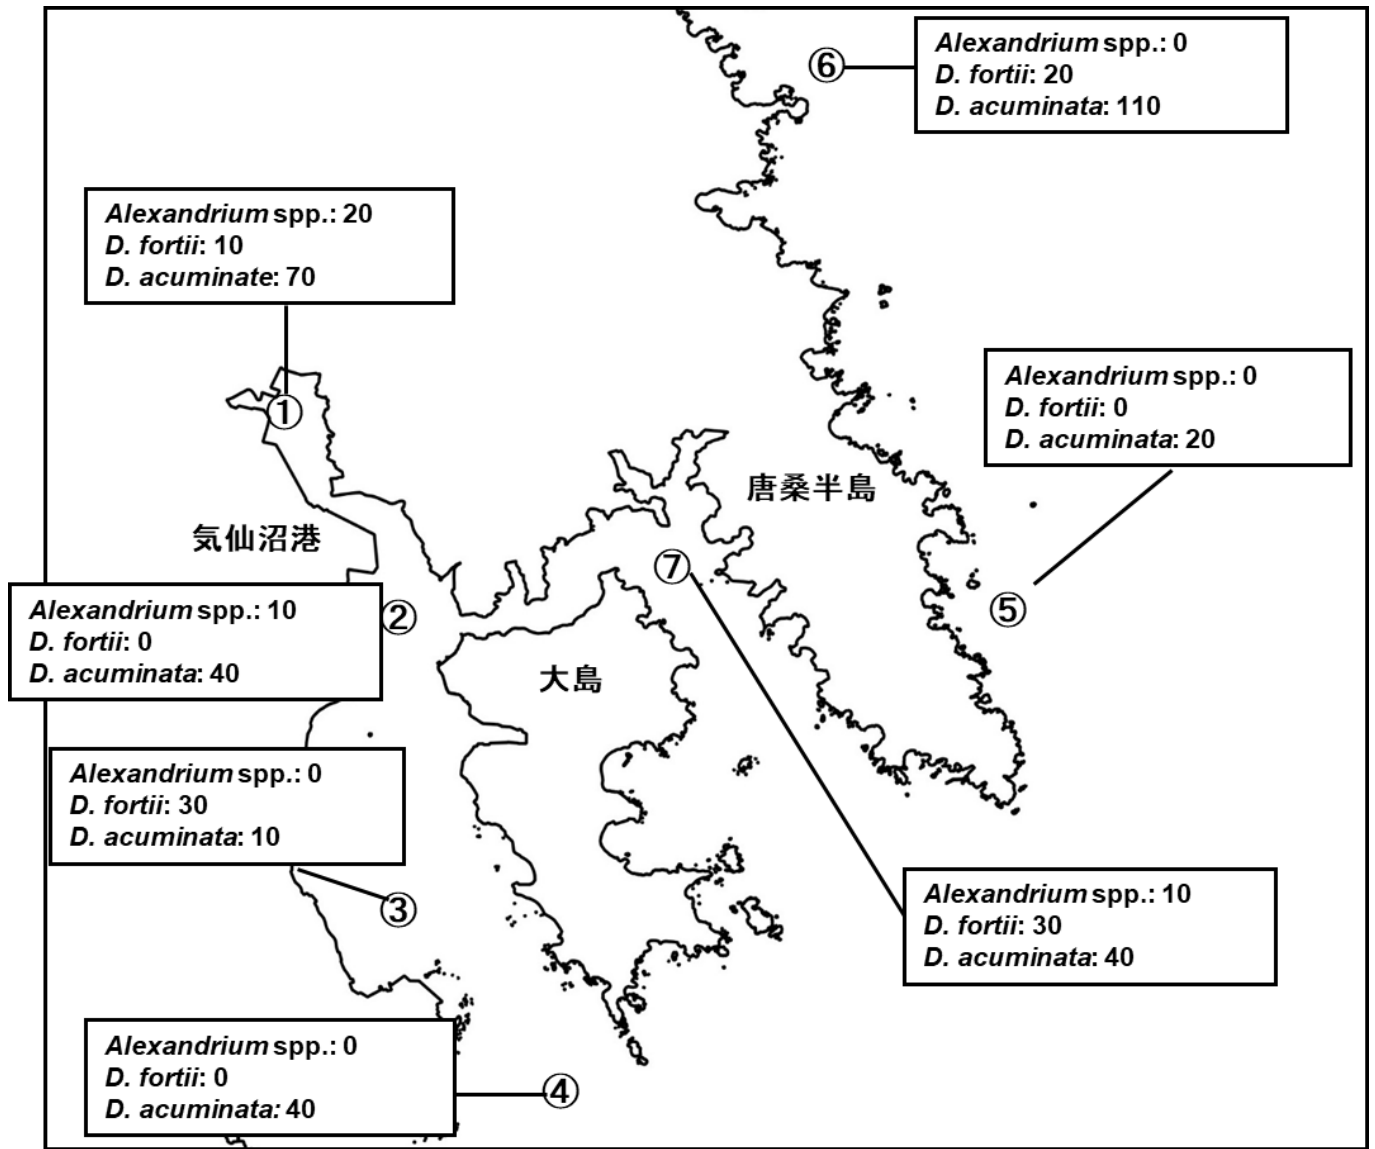 ⑥
Alexandrium spp.: 0
D. fortii: 20
D. acuminata: 110
Alexandrium spp.: 20
D. fortii: 10
D. acuminate: 70
①
Alexandrium spp.: 0
D. fortii: 0
D. acuminata: 20
唐桑半島
気仙沼港
⑦
⑤
Alexandrium spp.: 10
D. fortii: 0
D. acuminata: 40
②
大島
Alexandrium spp.: 0
D. fortii: 30
D. acuminata: 10
③
Alexandrium spp.: 10
D. fortii: 30
D. acuminata: 40
Alexandrium spp.: 0
D. fortii: 0
D. acuminata: 40
④